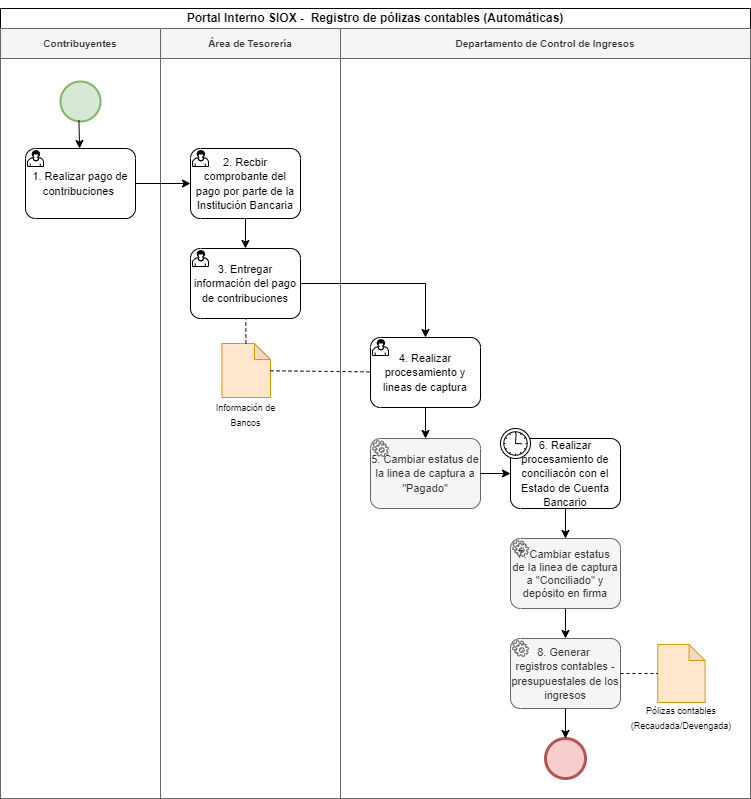 Portal Interno SIOX -  Registro de pólizas contables (Automáticas)
Contribuyentes
Área de Tesorería
Departamento de Control de Ingresos
1. Realizar pago de
contribuciones
2. Recbir
comprobante del
pago por parte de la
Institución Bancaria
3. Entregar
información del pago
de contribuciones
4. Realizar
procesamiento y
lineas de captura
Información de
Bancos
5. Cambiar estatus de
la linea de captura a
"Pagado"
6. Realizar
procesamiento de
conciliacón con el
Estado de Cuenta
Bancario
7. Cambiar estatus
de la linea de captura
a "Conciliado" y
depósito en firma
8. Generar
registros contables -
presupuestales de los
ingresos
Pólizas contables
(Recaudada/Devengada)